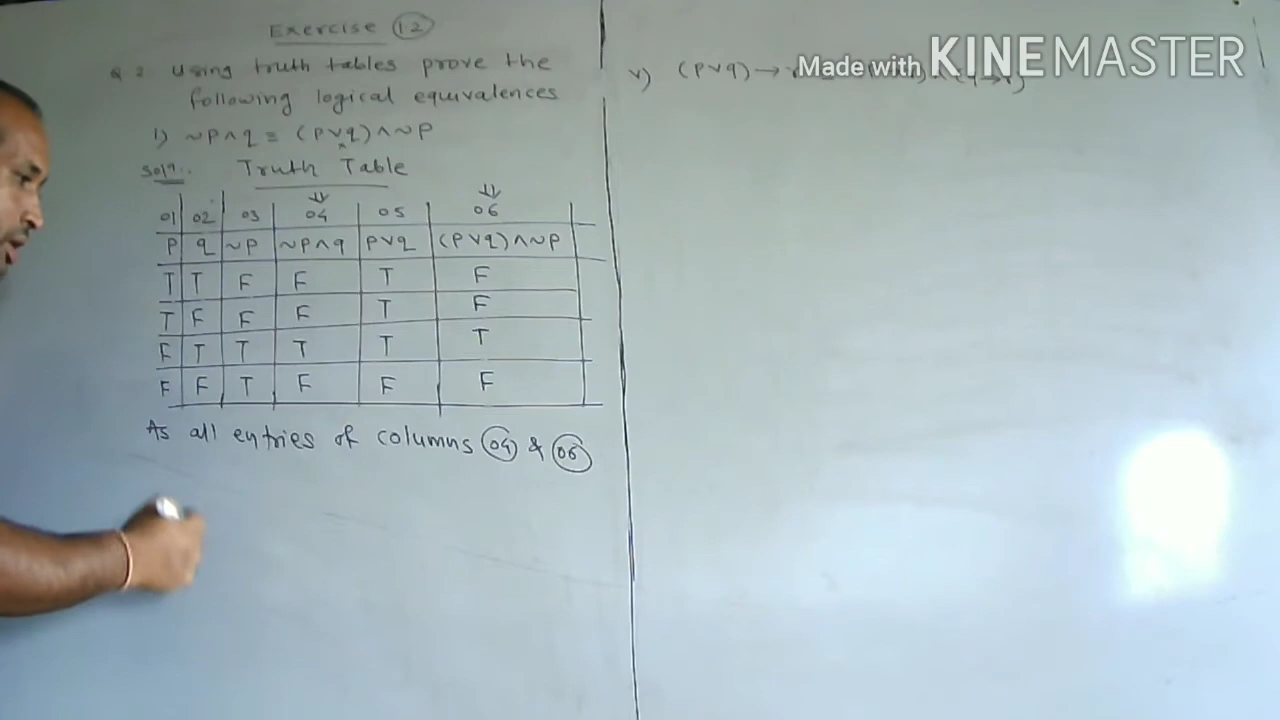 Exercise 1.2
Q 2. Using truth tables prove the
following logical equivalences
1) ~p∧q ≡ (p∨q)∧~p
Soln. Truth Table
01 02 03 04 05 06
p q ~p ~p∧q p∨q (p∨q)∧~p
T T F F T F
T F F F T F
F T T T T T
F F T F F F
As all entries of columns 04 & 06
v) (p∨q)→
Made with KINEMASTER